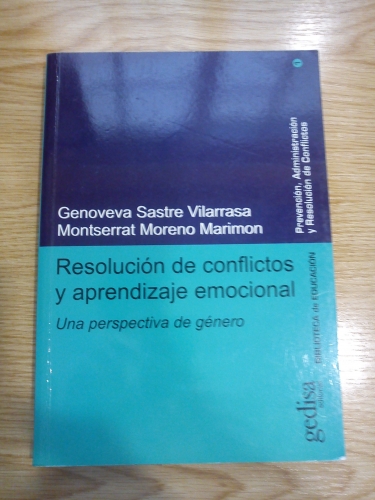 Genoveva Sastre Vilarrasa
Montserrat Moreno Marimon
Resolución de conflictos
y aprendizaje emocional
Una perspectiva de género
Prevención, Administración
y Resolución de Conflictos
BIBLIOTECA DE EDUCACIÓN
gedisa